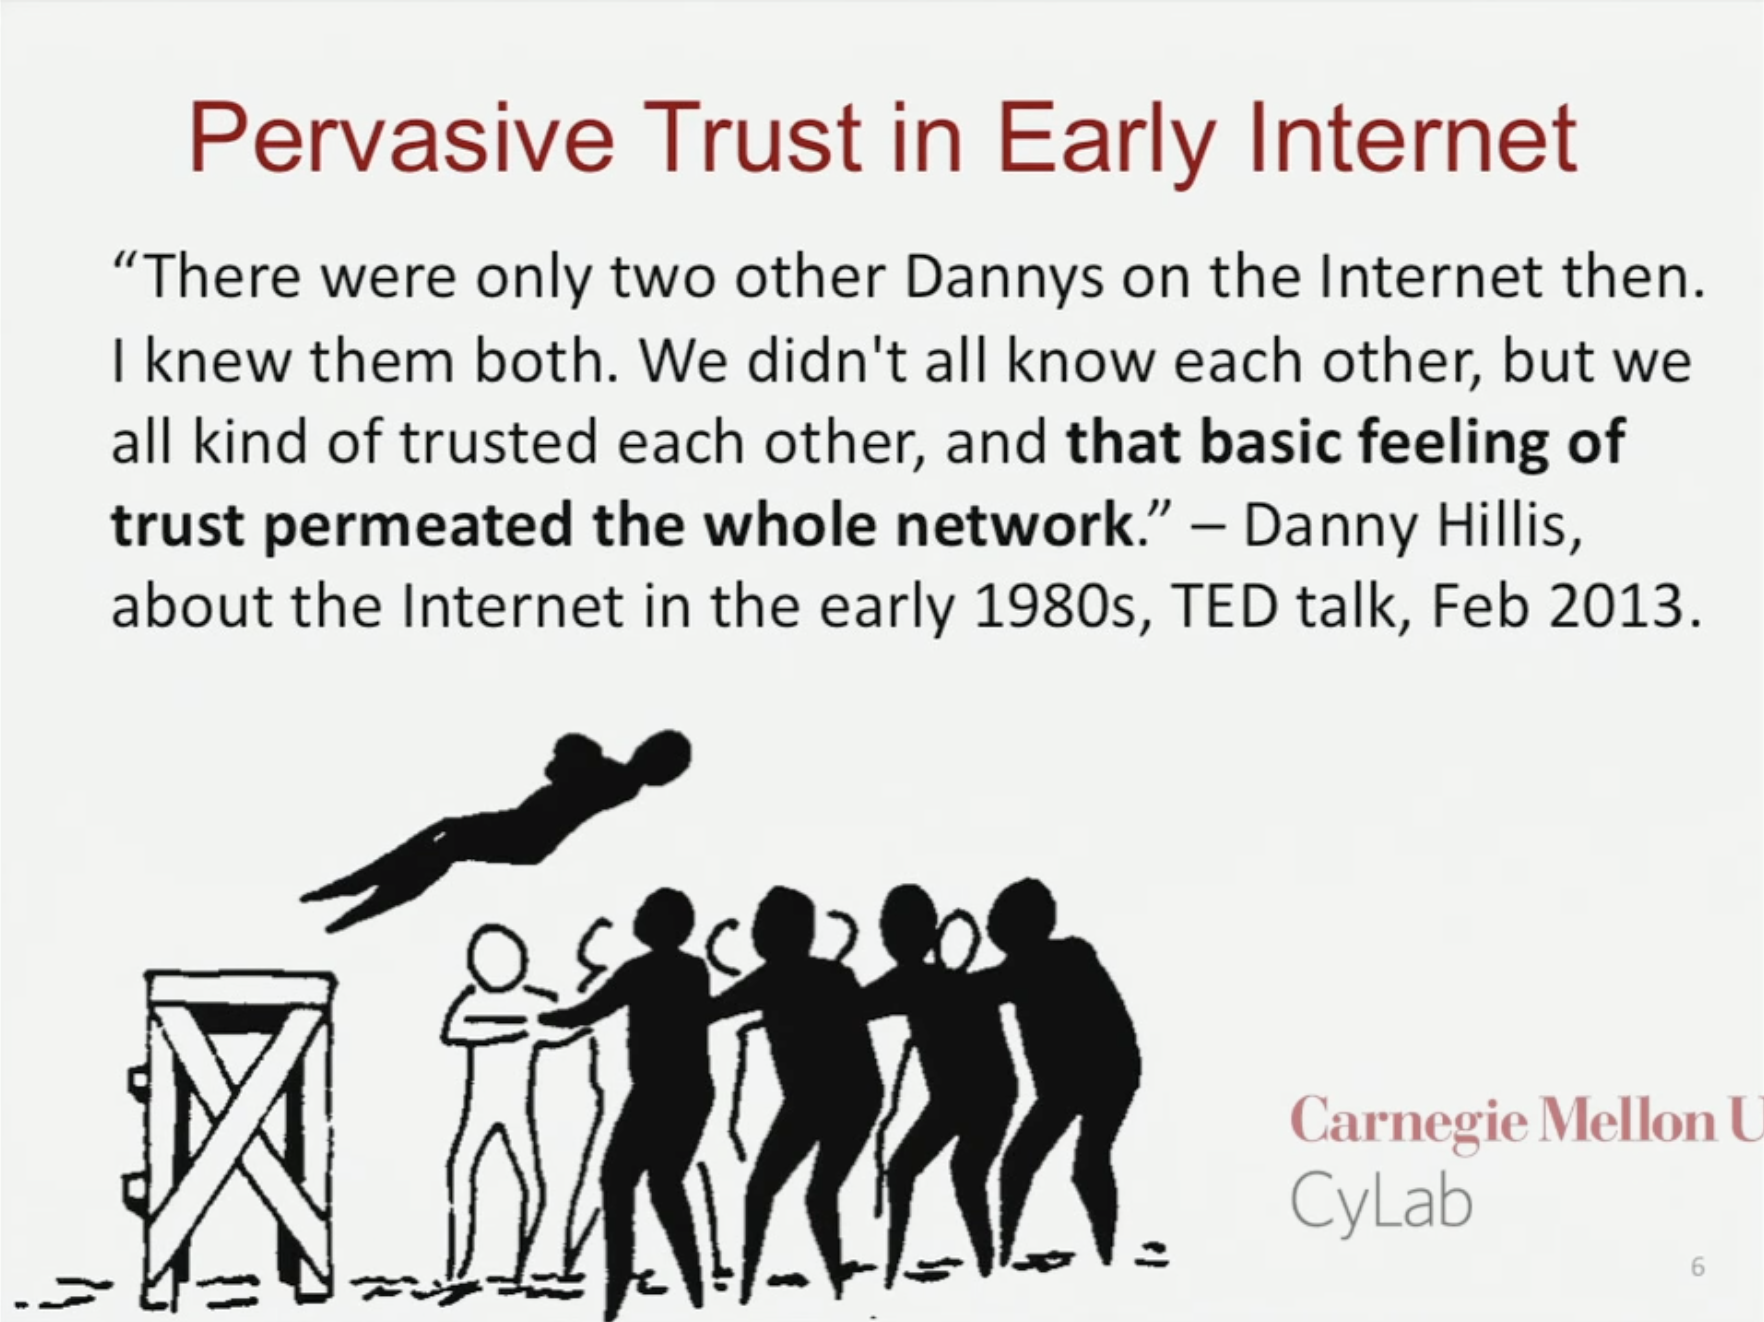 Pervasive Trust in Early Internet
“There were only two other Dannys on the Internet then.
I knew them both. We didn't all know each other, but we
all kind of trusted each other, and that basic feeling of
trust permeated the whole network.” – Danny Hillis,
about the Internet in the early 1980s, TED talk, Feb 2013.
Carnegie Mellon U
CyLab
6